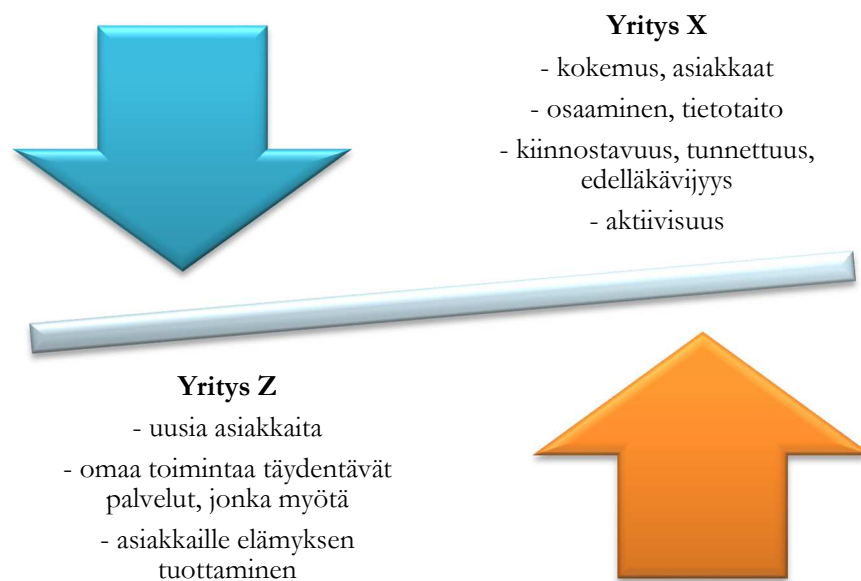 Yritys X
- kokemus, asiakkaat
- osaaminen, tietotaito
- kiinnostavuus, tunnettuus,
edelläkävijyys
- aktiivisuus
Yritys Z
- uusia asiakkaita
- omaa toimintaa täydentävät
palvelut, jonka myötä
- asiakkaille elämyksen
tuottaminen